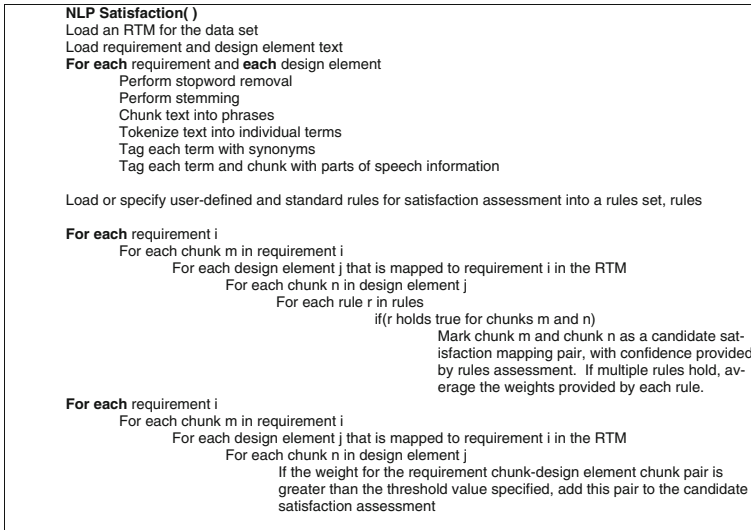 NLP Satisfaction( )
Load an RTM for the data set
Load requirement and design element text
For each requirement and each design element
Perform stopword removal
Perform stemming
Chunk text into phrases
Tokenize text into individual terms
Tag each term with synonyms
Tag each term and chunk with parts of speech information
Load or specify user-defined and standard rules for satisfaction assessment into a rules set, rules
For each requirement i
For each chunk m in requirement i
For each design element j that is mapped to requirement i in the RTM
For each chunk n in design element j
For each rule r in rules
if(r holds true for chunks m and n)
Mark chunk m and chunk n as a candidate sat-
isfaction mapping pair, with confidence provided
by rules assessment. If multiple rules hold, av-
erage the weights provided by each rule.
For each requirement i
For each chunk m in requirement i
For each design element j that is mapped to requirement i in the RTM
For each chunk n in design element j
If the weight for the requirement chunk-design element chunk pair is
greater than the threshold value specified, add this pair to the candidate
satisfaction assessment